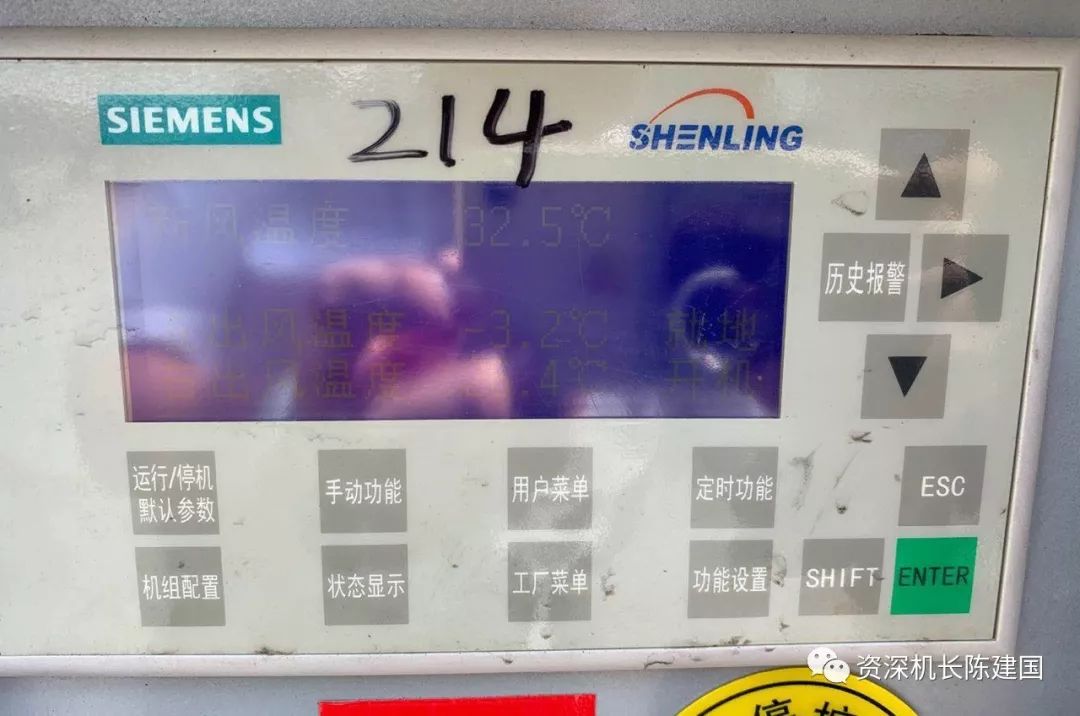 SIEMENS
214
SHENLING
风温度 32.5℃
出风温度 -3.2℃ 就地
出风温度 .4℃ 开机
历史报警
运行/停机
默认参数
手动功能
用户菜单
定时功能
ESC
机组配置
状态显示
工厂菜单
功能设置
SHIFT
ENTER
资深机长陈建国